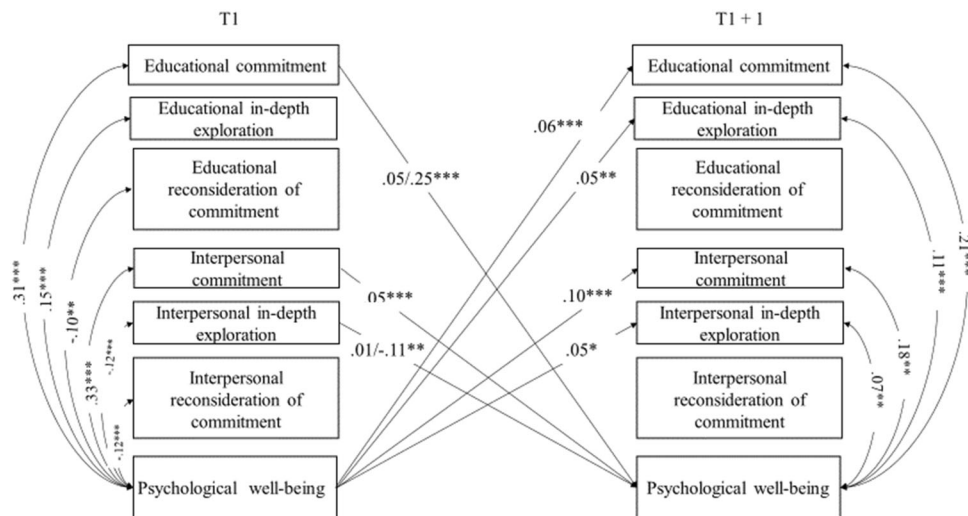 T1
T1 + 1
Educational commitment
Educational in-depth
exploration
Educational
reconsideration of
commitment
Interpersonal
commitment
Interpersonal in-depth
exploration
Interpersonal
reconsideration of
commitment
Psychological well-being
.31***
.15***
-.10**
.33***
-.12***
-.12***
.05/.25***
.05***
.01/-.11**
.06***
.05**
.10***
.05*
Educational commitment
Educational in-depth
exploration
Educational
reconsideration of
commitment
Interpersonal
commitment
Interpersonal in-depth
exploration
Interpersonal
reconsideration of
commitment
Psychological well-being
.07**
.18**
.11***
.21***